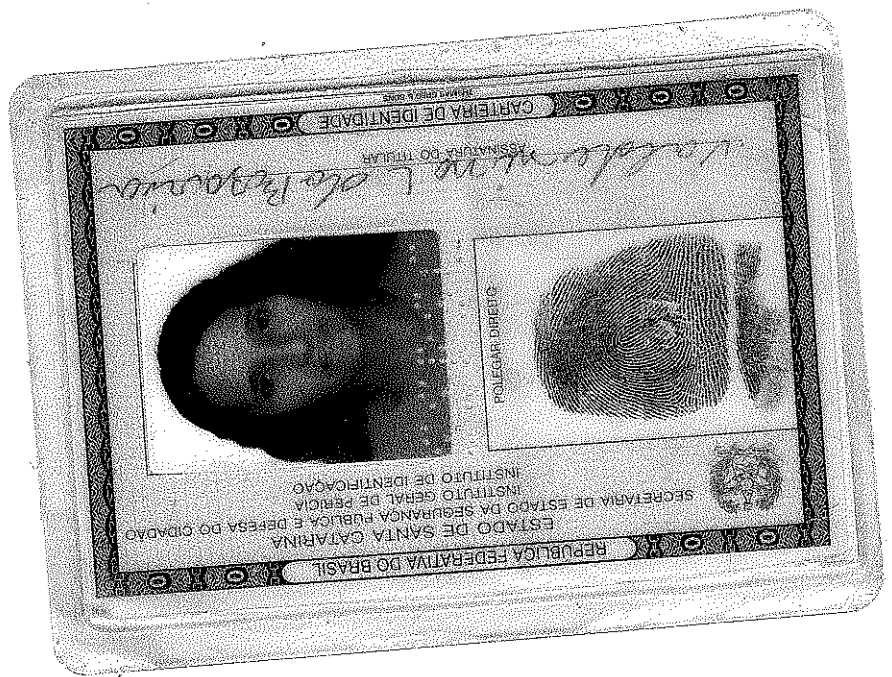 REPÚBLICA FEDERATIVA DO BRASIL
ESTADO DE SANTA CATARINA
SECRETARIA DE ESTADO DA SEGURANÇA PÚBLICA E DEFESA DO CIDADÃO
INSTITUTO GERAL DE PERÍCIA
INSTITUTO DE IDENTIFICAÇÃO
POLEGAR DIREITO
ASSINATURA DO TITULAR
CARTEIRA DE IDENTIDADE